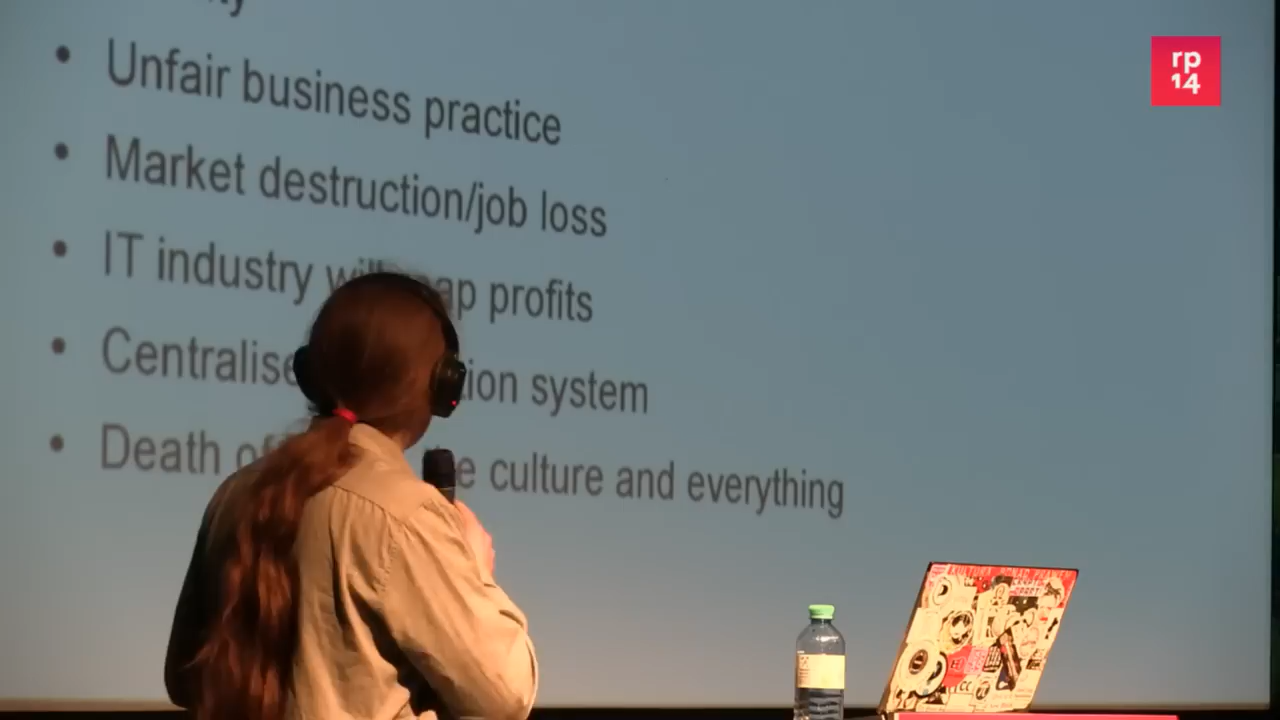 rp
14
Unfair business practice
Market destruction/job loss
IT industry profits
system
Death culture and everything